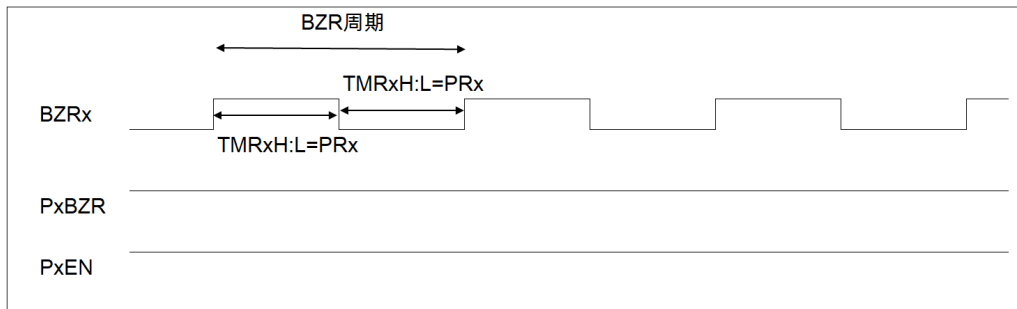 BZR周期
TMRxH:L=PRx
BZRx
TMRxH:L=PRx
PxBZR
PxEN